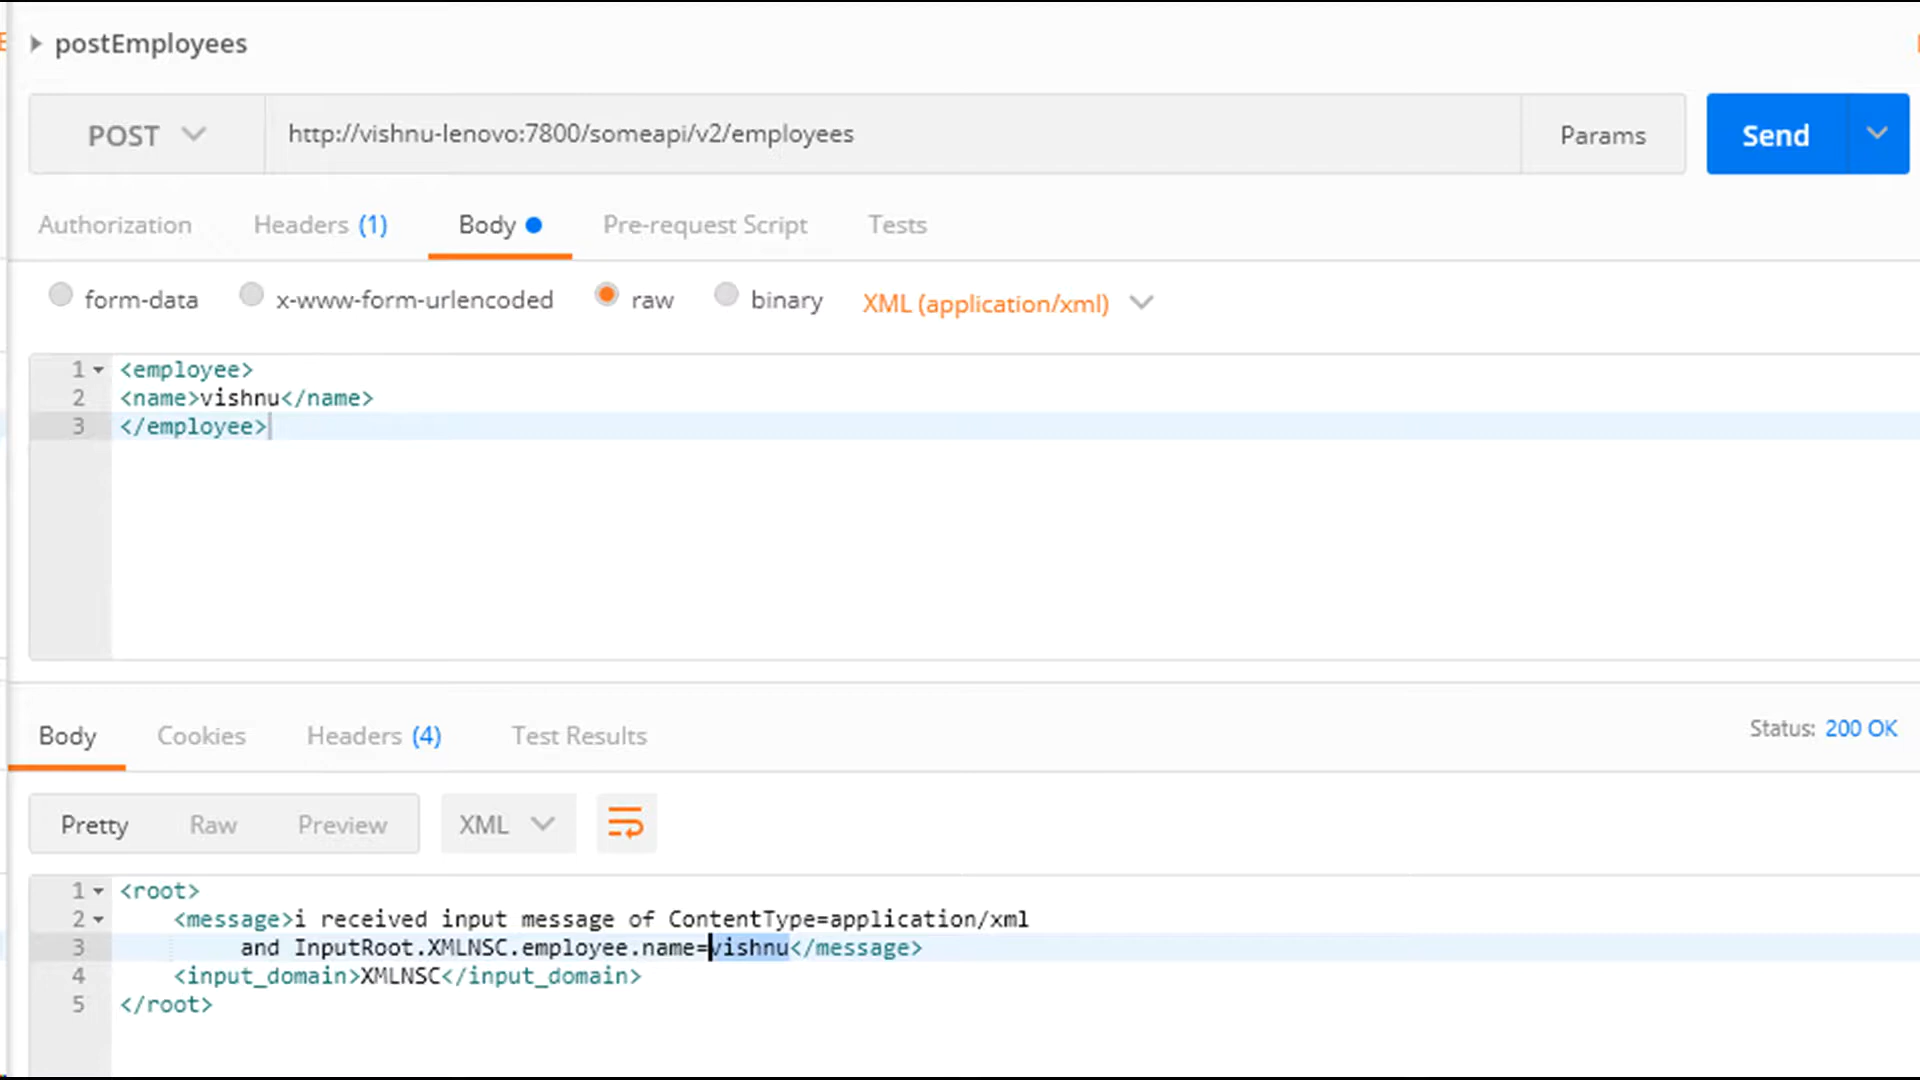 postEmployees
POST http://vishnu-lenovo:7800/someapi/v2/employees Params Send
Authorization Headers (1) Body Pre-request Script Tests
form-data x-www-form-urlencoded raw binary XML (application/xml)
1 <employee>
2 <name>vishnu</name>
3 </employee>
Body Cookies Headers (4) Test Results Status: 200 OK
Pretty Raw Preview XML
1 <root>
2 <message>i received input message of ContentType=application/xml
3 and InputRoot.XMLNSC.employee.name=vishnu</message>
4 <input_domain>XMLNSC</input_domain>
5 </root>